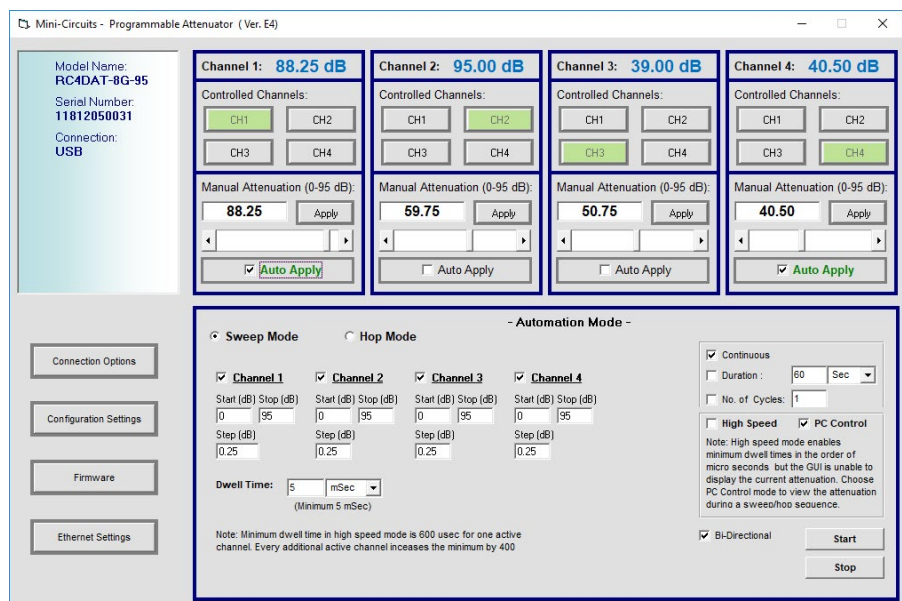 Mini-Circuits - Programmable Attenuator ( Ver. E4)
Model Name:
RC4DAT-8G-95
Serial Number:
11812050031
Connection:
USB
Channel 1: 88.25 dB
Controlled Channels:
CH1 CH2
CH3 CH4
Manual Attenuation (0-95 dB):
88.25 Apply
Auto Apply
Channel 2: 95.00 dB
Controlled Channels:
CH1 CH2
CH3 CH4
Manual Attenuation (0-95 dB):
59.75 Apply
Auto Apply
Channel 3: 39.00 dB
Controlled Channels:
CH1 CH2
CH3 CH4
Manual Attenuation (0-95 dB):
50.75 Apply
Auto Apply
Channel 4: 40.50 dB
Controlled Channels:
CH1 CH2
CH3 CH4
Manual Attenuation (0-95 dB):
40.50 Apply
Auto Apply
Connection Options
Configuration Settings
Firmware
Ethernet Settings
- Automation Mode -
Sweep Mode Hop Mode
Channel 1 Channel 2 Channel 3 Channel 4
Start (dB) Stop (dB) Start (dB) Stop (dB) Start (dB) Stop (dB) Start (dB) Stop (dB)
0 95 0 95 0 95 0 95
Step (dB) Step (dB) Step (dB) Step (dB)
0.25 0.25 0.25 0.25
Dwell Time: 5 mSec
(Minimum 5 mSec)
Note: Minimum dwell time in high speed mode is 600 usec for one active
channel. Every additional active channel inceases the minimum by 400
Continuous
Duration : 60 Sec
No. of Cycles: 1
High Speed PC Control
Note: High speed mode enables
minimum dwell times in the order of
micro seconds but the GUI is unable to
display the current attenuation. Choose
PC Control mode to view the attenuation
during a sweep/hop sequence.
Bi-Directional Start
Stop